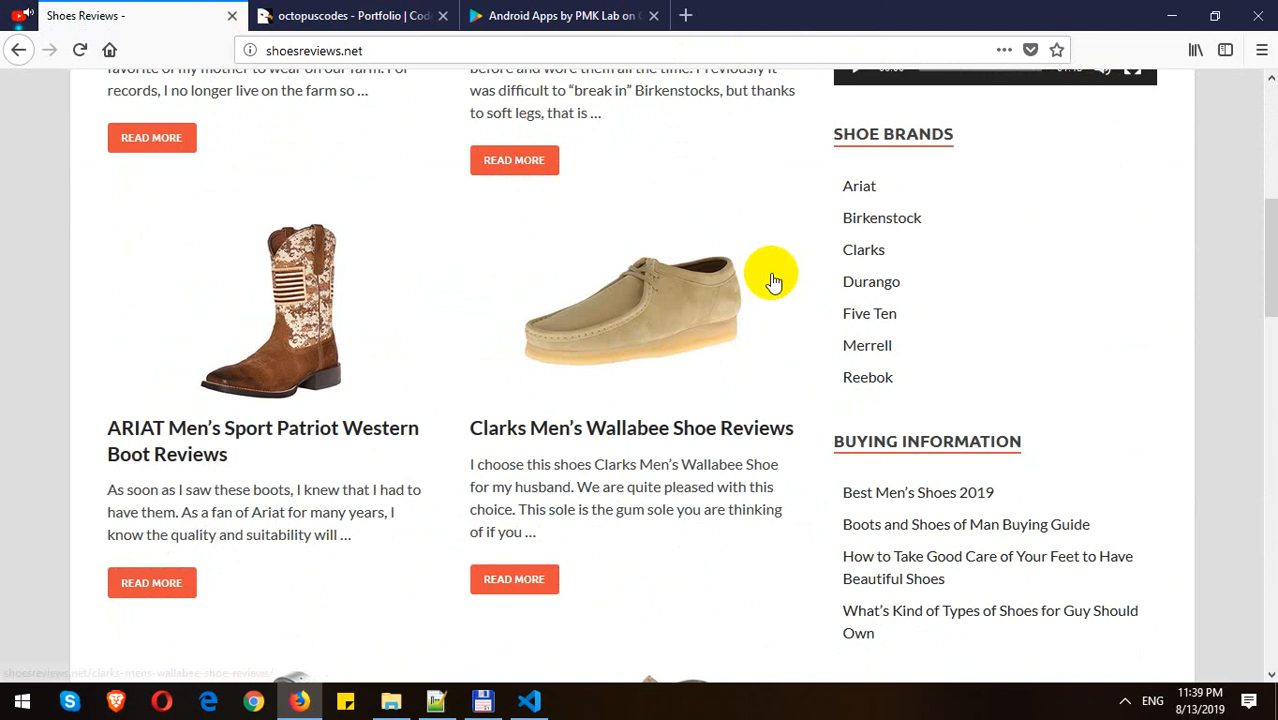 Shoes Reviews -
octopuscodes - Portfolio | Cod
Android Apps by PMK Lab on G
shoesreviews.net
favorite of my mother to wear on our farm. For
records, I no longer live on the farm so …
READ MORE
before and wore them all the time. Previously it
was difficult to “break in” Birkenstocks, but thanks
to soft legs, that is …
READ MORE
ARIAT Men’s Sport Patriot Western
Boot Reviews
As soon as I saw these boots, I knew that I had to
have them. As a fan of Ariat for many years, I
know the quality and suitability will …
READ MORE
Clarks Men’s Wallabee Shoe Reviews
I choose this shoes Clarks Men’s Wallabee Shoe
for my husband. We are quite pleased with this
choice. This sole is the gum sole you are thinking
of if you …
READ MORE
SHOE BRANDS
Ariat
Birkenstock
Clarks
Durango
Five Ten
Merrell
Reebok
BUYING INFORMATION
Best Men’s Shoes 2019
Boots and Shoes of Man Buying Guide
How to Take Good Care of Your Feet to Have
Beautiful Shoes
What’s Kind of Types of Shoes for Guy Should
Own
shoesreviews.net/clarks-mens-wallabee-shoe-reviews/
ENG
11:39 PM
8/13/2019